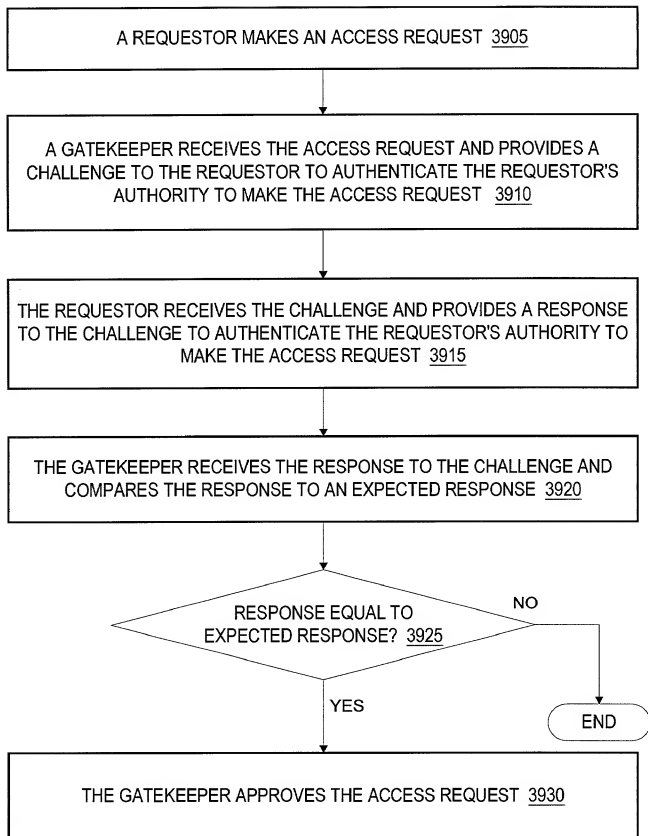 A REQUESTOR MAKES AN ACCESS REQUEST 3905
A GATEKEEPER RECEIVES THE ACCESS REQUEST AND PROVIDES A
CHALLENGE TO THE REQUESTOR TO AUTHENTICATE THE REQUESTOR'S
AUTHORITY TO MAKE THE ACCESS REQUEST 3910
THE REQUESTOR RECEIVES THE CHALLENGE AND PROVIDES A RESPONSE
TO THE CHALLENGE TO AUTHENTICATE THE REQUESTOR'S AUTHORITY TO
MAKE THE ACCESS REQUEST 3915
THE GATEKEEPER RECEIVES THE RESPONSE TO THE CHALLENGE AND
COMPARES THE RESPONSE TO AN EXPECTED RESPONSE 3920
RESPONSE EQUAL TO
EXPECTED RESPONSE? 3925
NO
YES
END
THE GATEKEEPER APPROVES THE ACCESS REQUEST 3930